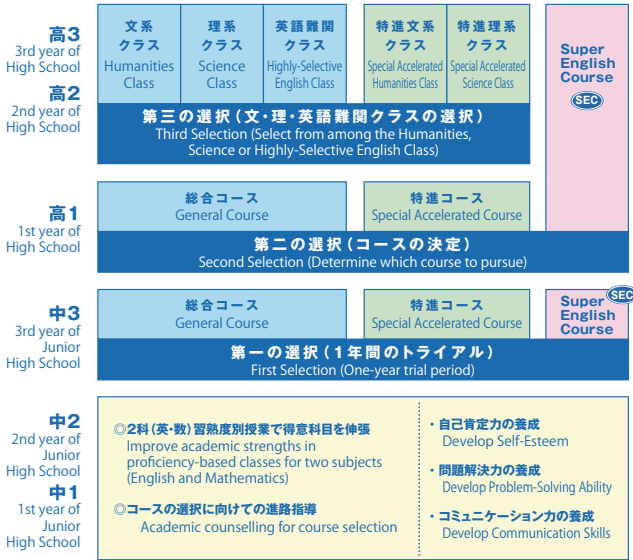 高3
3rd year of
High School
高2
2nd year of
High School
文系
クラス
Humanities
Class
理系
クラス
Science
Class
英語難関
クラス
Highly-Selective
English Class
特進文系
クラス
Special Accelerated
Humanities Class
特進理系
クラス
Special Accelerated
Science Class
Super
English
Course
SEC
第三の選択（文・理・英語難関クラスの選択）
Third Selection (Select from among the Humanities,
Science or Highly-Selective English Class)
高1
1st year of
High School
総合コース
General Course
特進コース
Special Accelerated Course
第二の選択（コースの決定）
Second Selection (Determine which course to pursue)
中3
3rd year of
Junior
High School
総合コース
General Course
特進コース
Special Accelerated Course
SEC
Super
English
Course
第一の選択（1年間のトライアル）
First Selection (One-year trial period)
中2
2nd year of
Junior
High School
中1
1st year of
Junior
High School
◎2科（英・数）習熟度別授業で得意科目を伸張
Improve academic strengths in
proficiency-based classes for two subjects
(English and Mathematics)
◎コースの選択に向けての進路指導
Academic counselling for course selection
・自己肯定力の養成
Develop Self-Esteem
・問題解決力の養成
Develop Problem-Solving Ability
・コミュニケーション力の養成
Develop Communication Skills